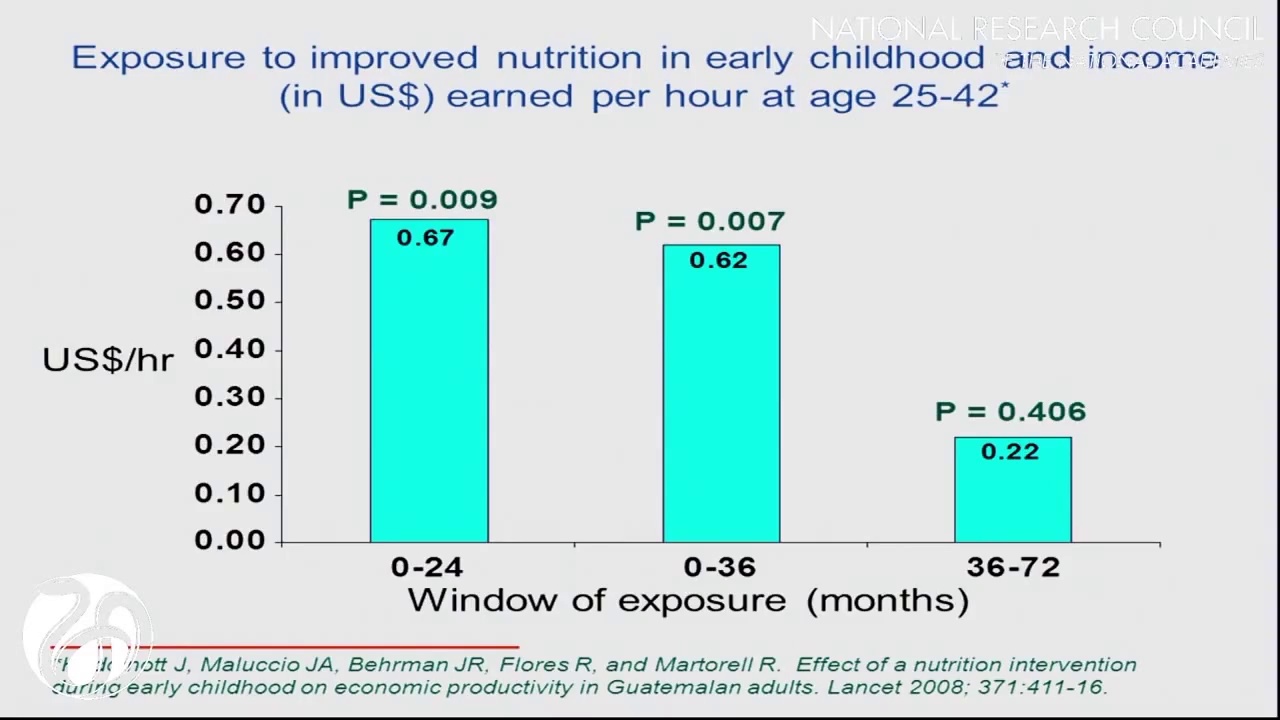 NATIONAL RESEARCH COUNCIL
Exposure to improved nutrition in early childhood and income
(in US$) earned per hour at age 25-42*
P = 0.009
P = 0.007
P = 0.406
0.67
0.62
0.22
US$/hr
0.70
0.60
0.50
0.40
0.30
0.20
0.10
0.00
0-24 0-36 36-72
Window of exposure (months)
J, Maluccio JA, Behrman JR, Flores R, and Martorell R. Effect of a nutrition intervention
during early childhood on economic productivity in Guatemalan adults. Lancet 2008; 371:411-16.